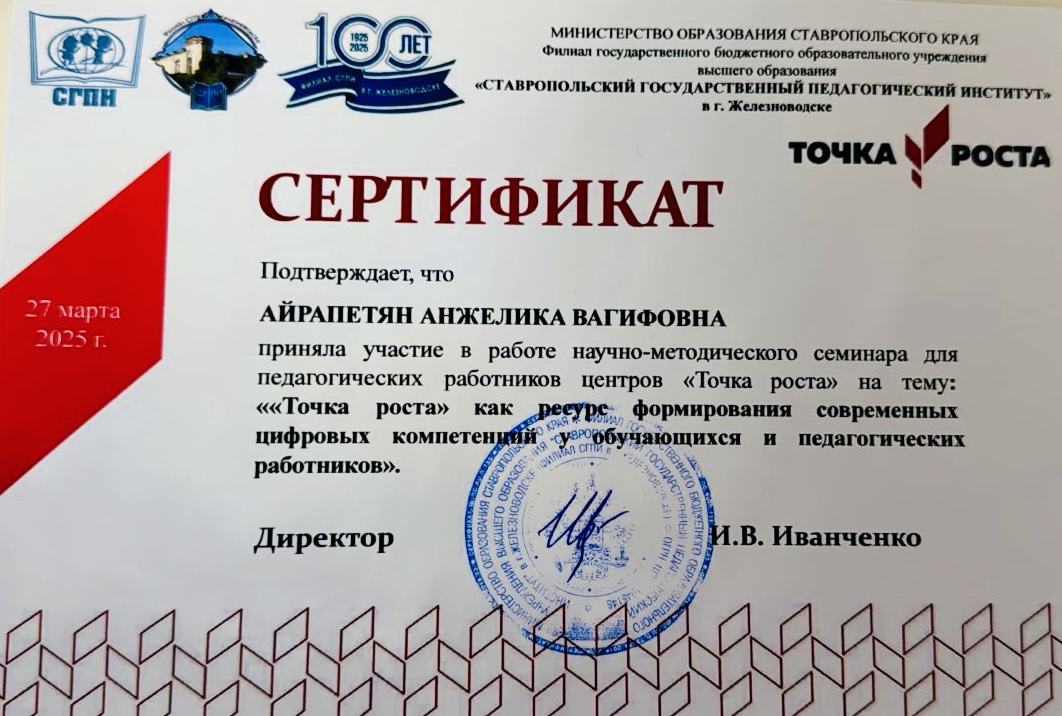 СГПИ
100 ЛЕТ
1925
2025
ФИЛИАЛ СГПИ В Г. ЖЕЛЕЗНОВОДСКЕ
МИНИСТЕРСТВО ОБРАЗОВАНИЯ СТАВРОПОЛЬСКОГО КРАЯ
Филиал государственного бюджетного образовательного учреждения
высшего образования
«СТАВРОПОЛЬСКИЙ ГОСУДАРСТВЕННЫЙ ПЕДАГОГИЧЕСКИЙ ИНСТИТУТ»
в г. Железноводске
ТОЧКА РОСТА
СЕРТИФИКАТ
27 марта
2025 г.
Подтверждает, что
АЙРАПЕТЯН АНЖЕЛИКА ВАГИФОВНА
приняла участие в работе научно-методического семинара для
педагогических работников центров «Точка роста» на тему:
««Точка роста» как ресурс формирования современных
цифровых компетенций у обучающихся и педагогических
работников».
Директор И.В. Иванченко